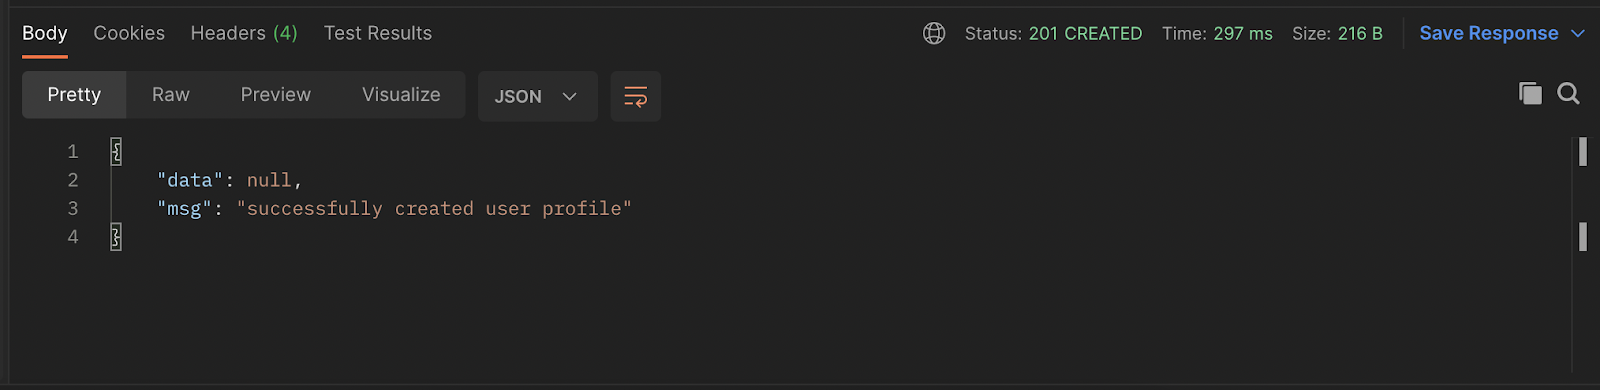 Body Cookies Headers (4) Test Results Status: 201 CREATED Time: 297 ms Size: 216 B Save Response
Pretty Raw Preview Visualize JSON
1 {
2 "data": null,
3 "msg": "successfully created user profile"
4 }